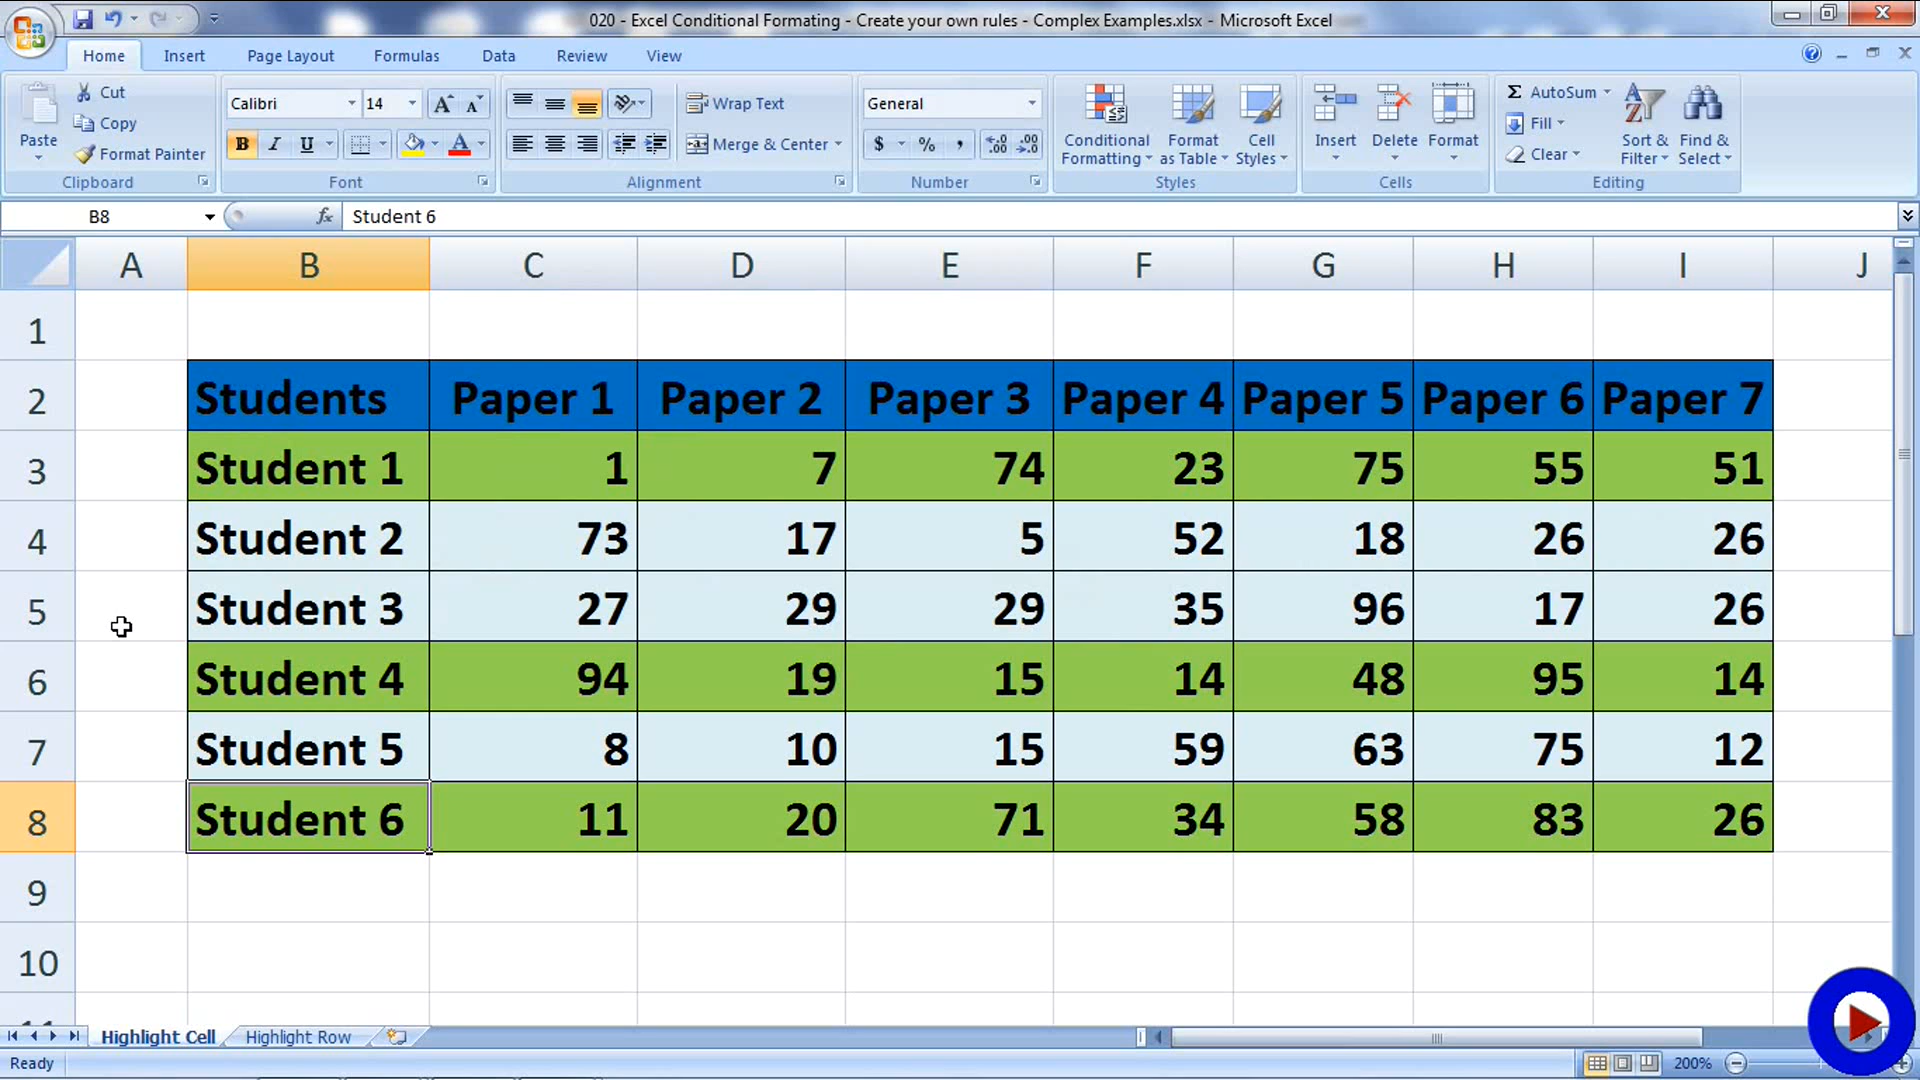 020 - Excel Conditional Formating - Create your own rules - Complex Examples.xlsx - Microsoft Excel
Home Insert Page Layout Formulas Data Review View
Paste
Cut
Copy
Format Painter
Clipboard
Calibri 14
B I U
Font
Wrap Text
Merge & Center
Alignment
General
$ % ,
Number
Conditional Formatting
Format as Table
Cell Styles
Styles
Insert Delete Format
Cells
AutoSum
Fill
Clear
Sort & Filter
Find & Select
Editing
B8 fx Student 6
A B C D E F G H I J
1
2 Students Paper 1 Paper 2 Paper 3 Paper 4 Paper 5 Paper 6 Paper 7
3 Student 1 1 7 74 23 75 55 51
4 Student 2 73 17 5 52 18 26 26
5 Student 3 27 29 29 35 96 17 26
6 Student 4 94 19 15 14 48 95 14
7 Student 5 8 10 15 59 63 75 12
8 Student 6 11 20 71 34 58 83 26
9
10
11
Highlight Cell Highlight Row
Ready 200%